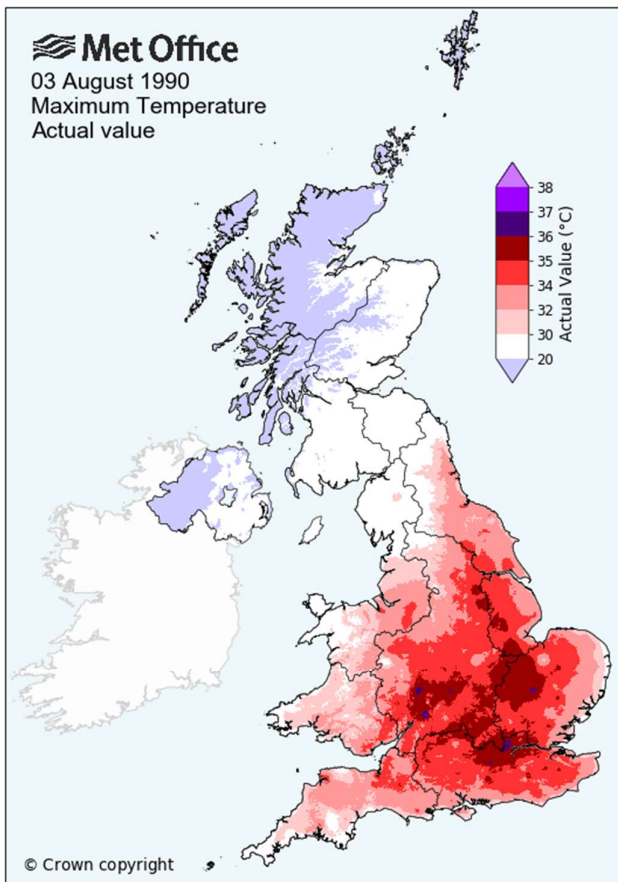 Met Office
03 August 1990
Maximum Temperature
Actual value
38
37
36
35
34
32
30
20
Actual Value (°C)
© Crown copyright